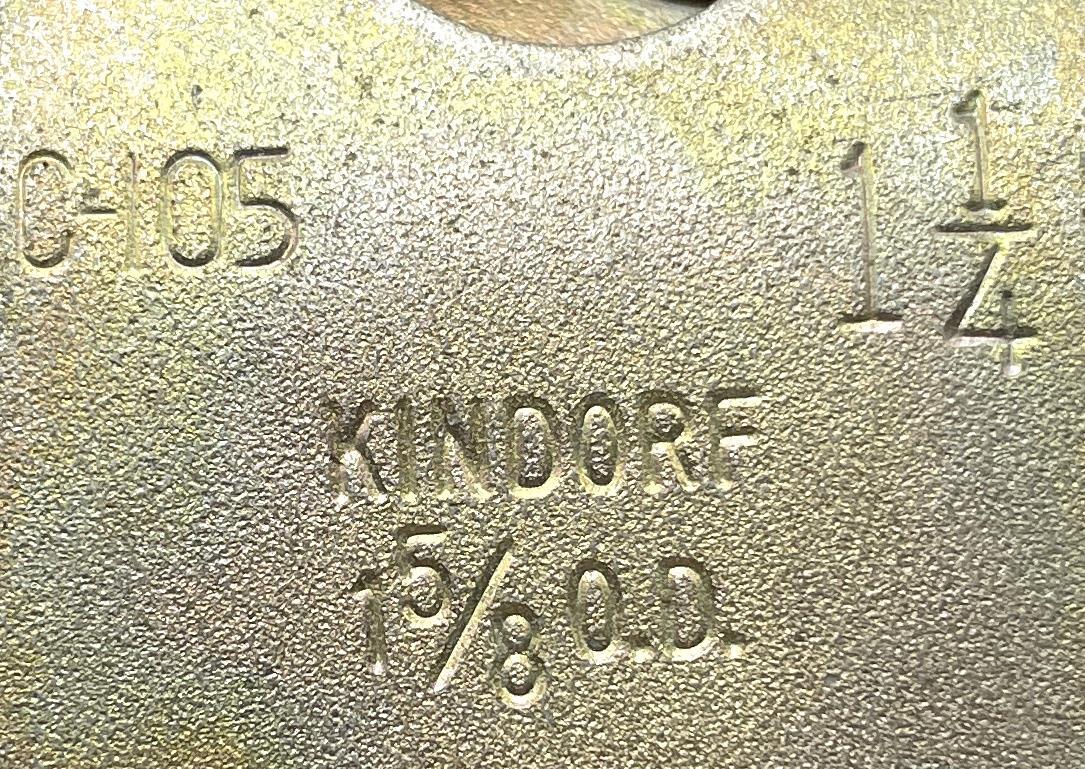 C-105
1 1/4
KINDORF
1 5/8 O.D.